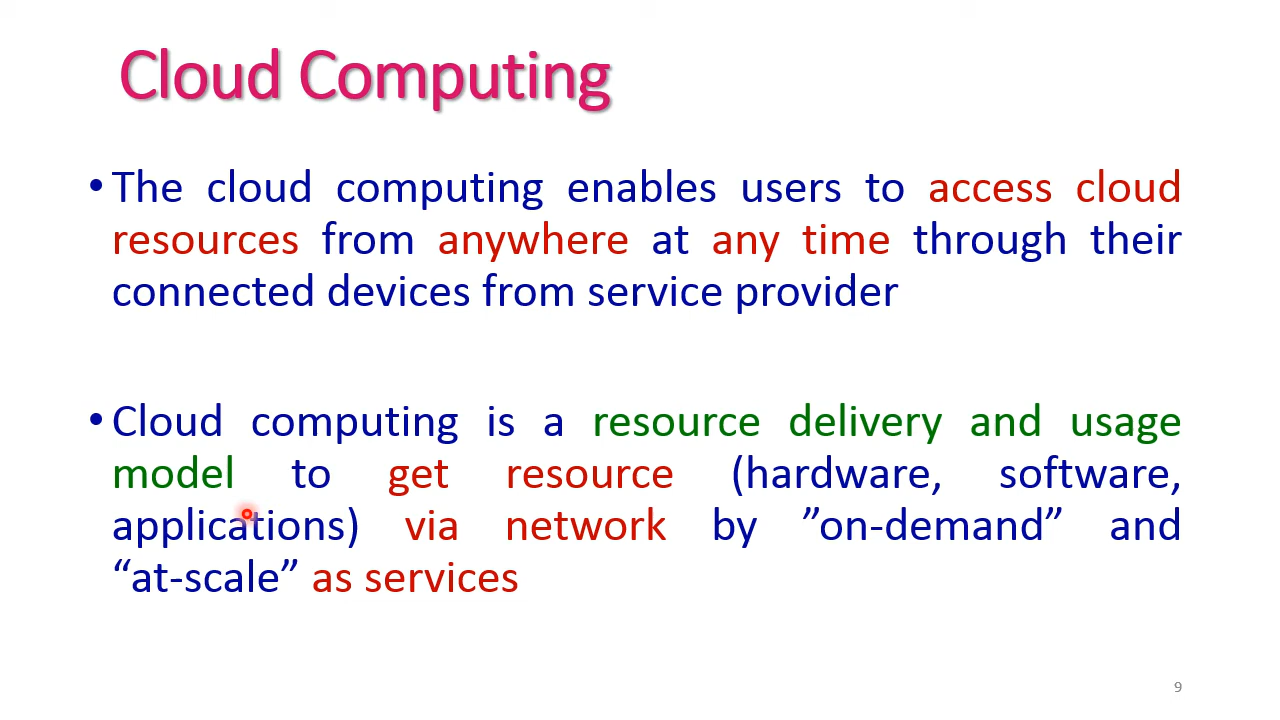 Cloud Computing
• The cloud computing enables users to access cloud
resources from anywhere at any time through their
connected devices from service provider
• Cloud computing is a resource delivery and usage
model to get resource (hardware, software,
applications) via network by ”on-demand” and
“at-scale” as services
9